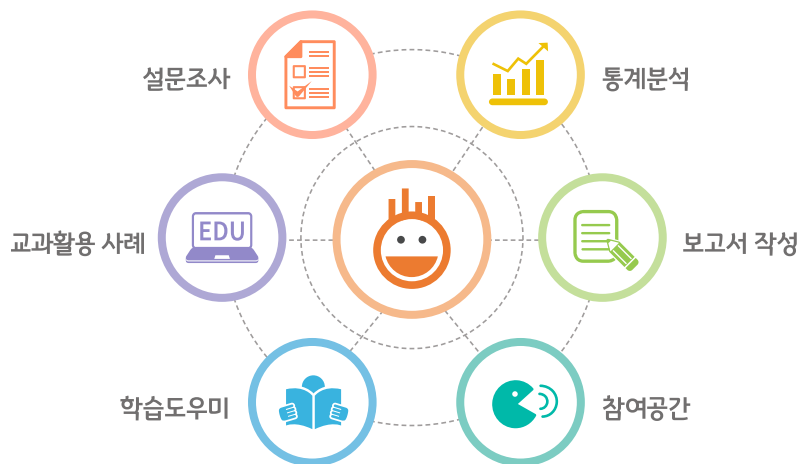 설문조사
통계분석
교과활용 사례
EDU
보고서 작성
학습도우미
참여공간